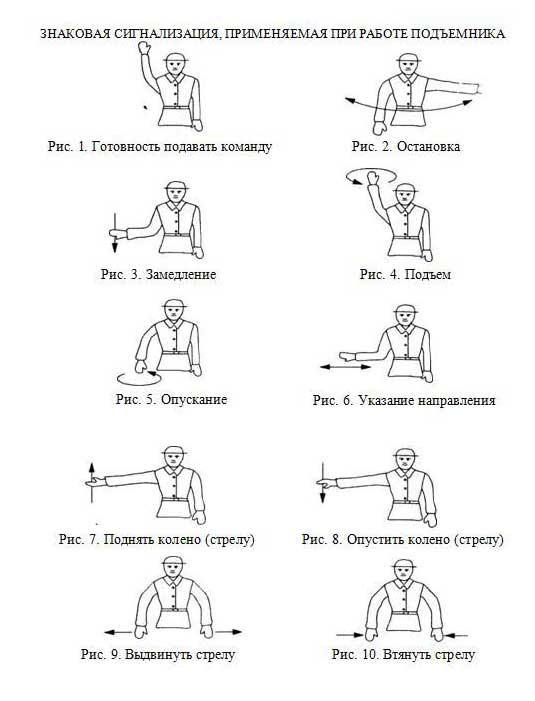 ЗНАКОВАЯ СИГНАЛИЗАЦИЯ, ПРИМЕНЯЕМАЯ ПРИ РАБОТЕ ПОДЪЕМНИКА
Рис. 1. Готовность подавать команду
Рис. 2. Остановка
Рис. 3. Замедление
Рис. 4. Подъем
Рис. 5. Опускание
Рис. 6. Указание направления
Рис. 7. Поднять колено (стрелу)
Рис. 8. Опустить колено (стрелу)
Рис. 9. Выдвинуть стрелу
Рис. 10. Втянуть стрелу